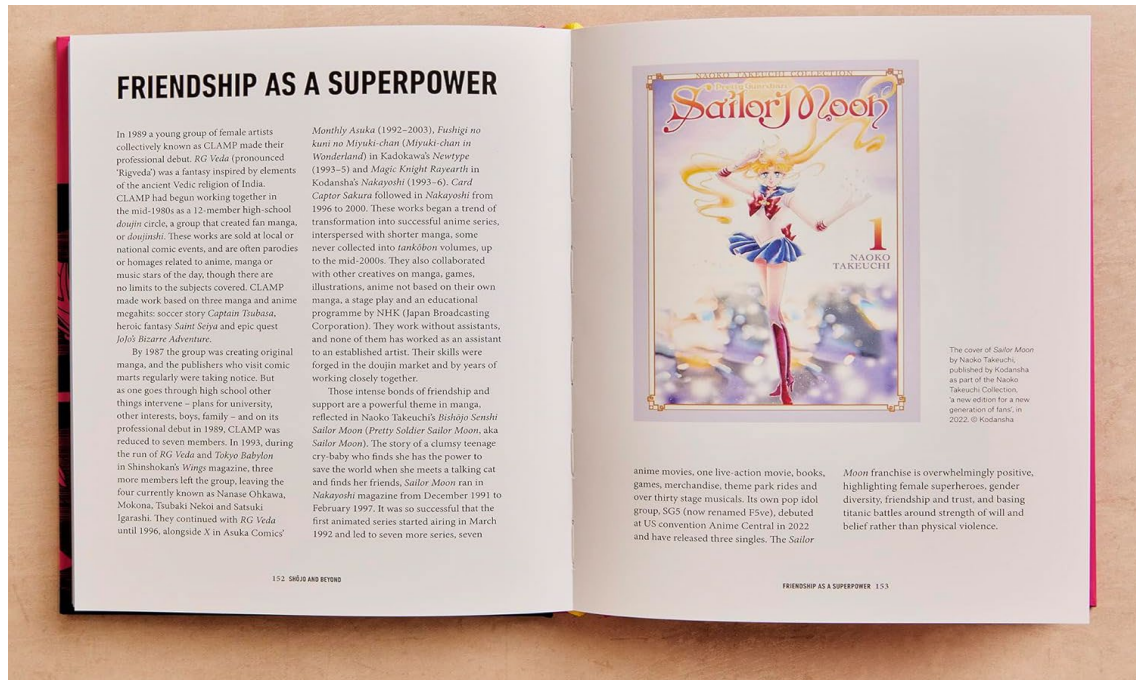 FRIENDSHIP AS A SUPERPOWER
In 1989 a young group of female artists
collectively known as CLAMP made their
professional debut. RG Veda (pronounced
'Rigveda') was a fantasy inspired by elements
of the ancient Vedic religion of India.
CLAMP had begun working together in
the mid-1980s as a 12-member high-school
doujin circle, a group that created fan manga,
or doujinshi. These works are sold at local or
national comic events, and are often parodies
or homages related to anime, manga or
music stars of the day, though there are
no limits to the subjects covered. CLAMP
made work based on three manga and anime
megahits: soccer story Captain Tsubasa,
heroic fantasy Saint Seiya and epic quest
JoJo's Bizarre Adventure.
By 1987 the group was creating original
manga, and the publishers who visit comic
marts regularly were taking notice. But
as one goes through high school other
things intervene – plans for university,
other interests, boys, family – and on its
professional debut in 1989, CLAMP was
reduced to seven members. In 1993, during
the run of RG Veda and Tokyo Babylon
in Shinshokan's Wings magazine, three
more members left the group, leaving the
four currently known as Nanase Ohkawa,
Mokona, Tsubaki Nekoi and Satsuki
Igarashi. They continued with RG Veda
until 1996, alongside X in Asuka Comics'
Monthly Asuka (1992–2003), Fushigi no
kuni no Miyuki-chan (Miyuki-chan in
Wonderland) in Kadokawa's Newtype
(1993–5) and Magic Knight Rayearth in
Kodansha's Nakayoshi (1993–6). Card
Captor Sakura followed in Nakayoshi from
1996 to 2000. These works began a trend of
transformation into successful anime series,
interspersed with shorter manga, some
never collected into tankōbon volumes, up
to the mid-2000s. They also collaborated
with other creatives on manga, games,
illustrations, anime not based on their own
manga, a stage play and an educational
programme by NHK (Japan Broadcasting
Corporation). They work without assistants,
and none of them has worked as an assistant
to an established artist. Their skills were
forged in the doujin market and by years of
working closely together.
Those intense bonds of friendship and
support are a powerful theme in manga,
reflected in Naoko Takeuchi's Bishōjo Senshi
Sailor Moon (Pretty Soldier Sailor Moon, aka
Sailor Moon). The story of a clumsy teenage
cry-baby who finds she has the power to
save the world when she meets a talking cat
and finds her friends, Sailor Moon ran in
Nakayoshi magazine from December 1991 to
February 1997. It was so successful that the
first animated series started airing in March
1992 and led to seven more series, seven
152 SHŌJO AND BEYOND
NAOKO TAKEUCHI COLLECTION
Pretty Guardian
Sailor Moon
1
NAOKO
TAKEUCHI
The cover of Sailor Moon
by Naoko Takeuchi,
published by Kodansha
as part of the Naoko
Takeuchi Collection,
'a new edition for a new
generation of fans', in
2022. © Kodansha
anime movies, one live-action movie, books,
games, merchandise, theme park rides and
over thirty stage musicals. Its own pop idol
group, SG5 (now renamed F5ve), debuted
at US convention Anime Central in 2022
and have released three singles. The Sailor
Moon franchise is overwhelmingly positive,
highlighting female superheroes, gender
diversity, friendship and trust, and basing
titanic battles around strength of will and
belief rather than physical violence.
FRIENDSHIP AS A SUPERPOWER 153